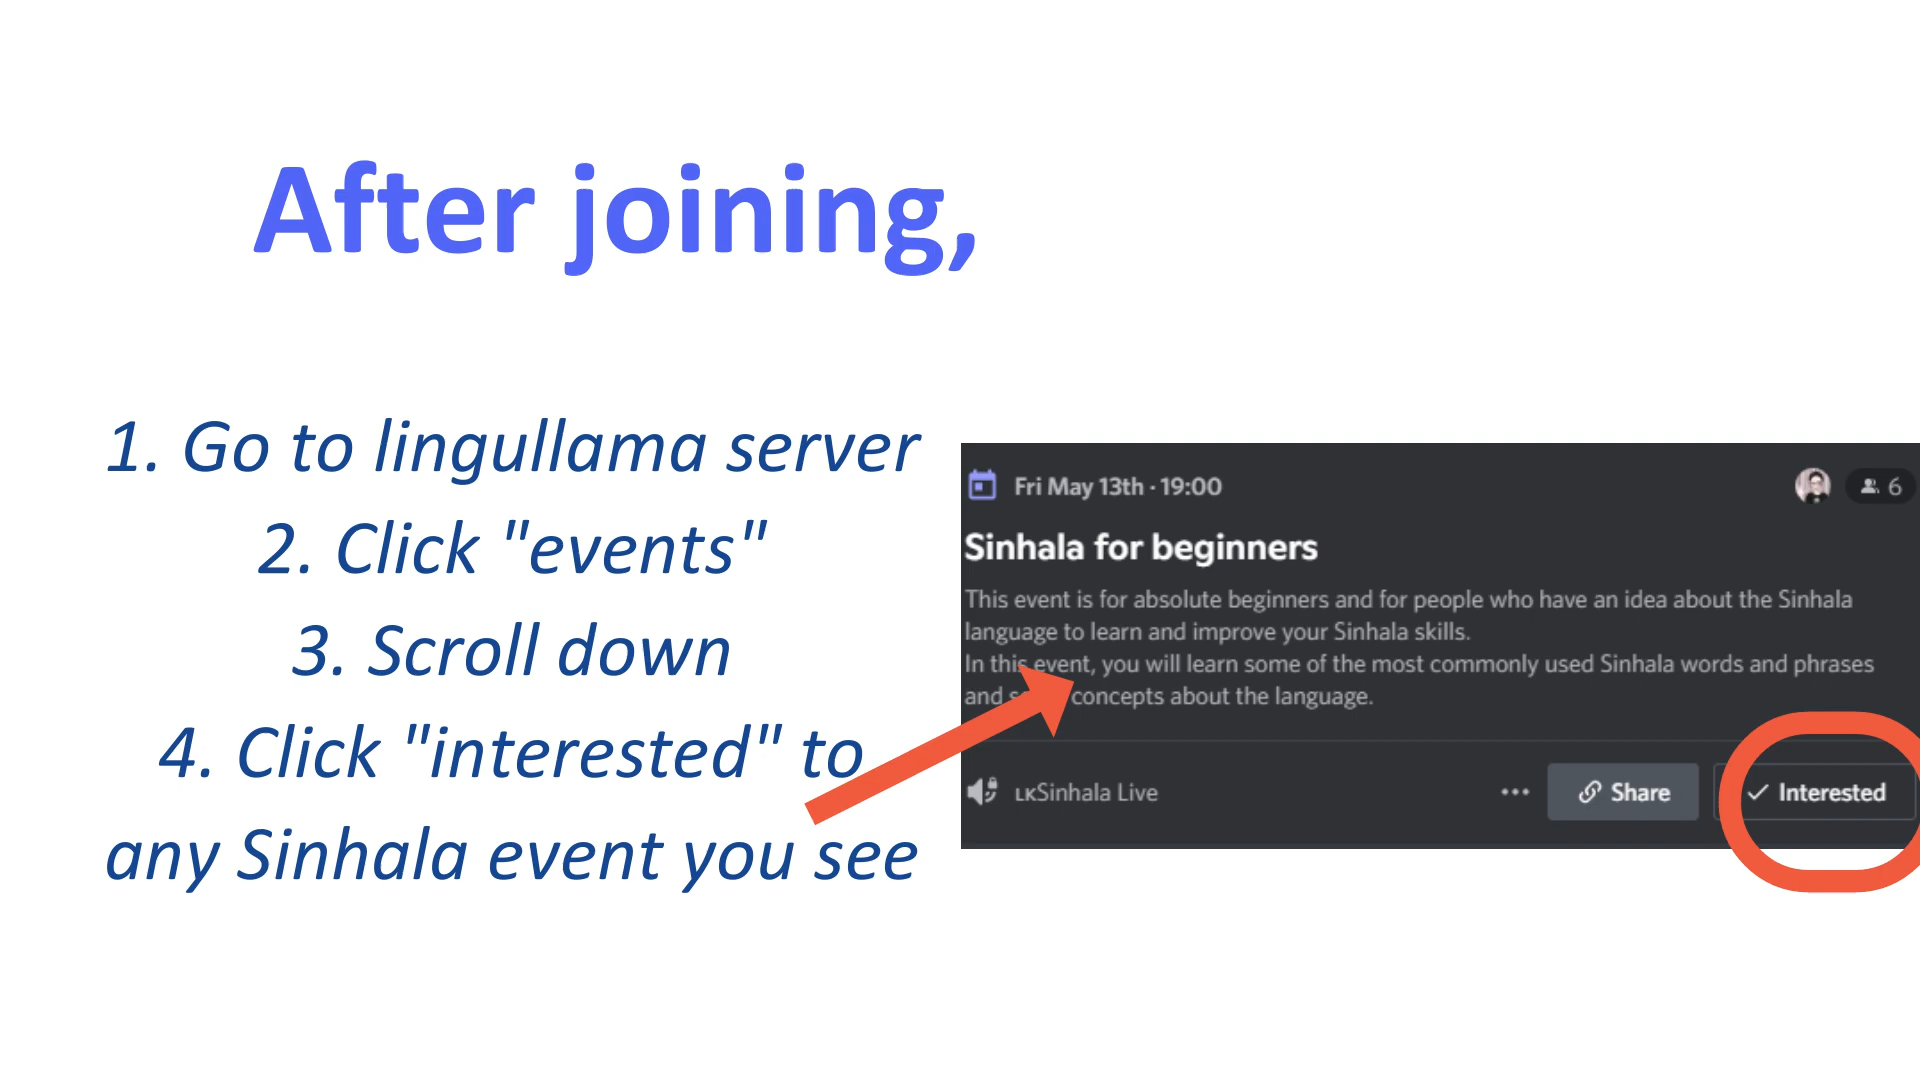 After joining,
1. Go to lingullama server
2. Click "events"
3. Scroll down
4. Click "interested" to
any Sinhala event you see
Fri May 13th · 19:00
6
Sinhala for beginners
This event is for absolute beginners and for people who have an idea about the Sinhala
language to learn and improve your Sinhala skills.
In this event, you will learn some of the most commonly used Sinhala words and phrases
and concepts about the language.
LKSinhala Live
Share
Interested